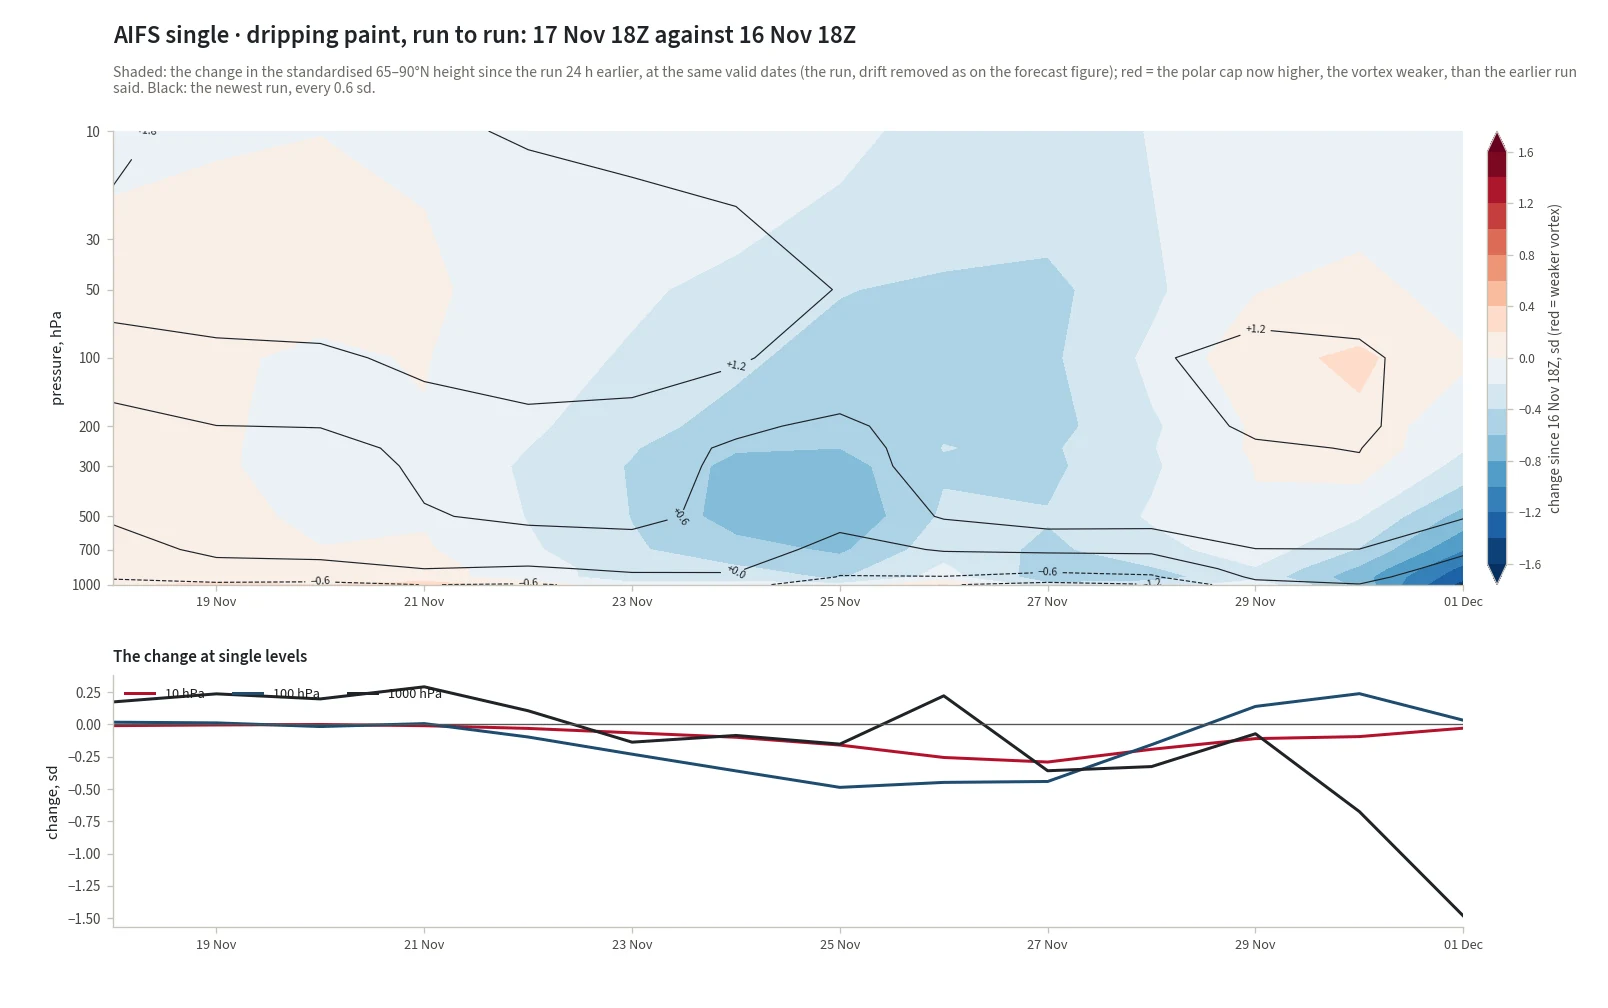 AIFS single · dripping paint, run to run: 17 Nov 18Z against 16 Nov 18Z
Shaded: the change in the standardised 65–90°N height since the run 24 h earlier, at the same valid dates (the run, drift removed as on the forecast figure); red = the polar cap now higher, the vortex weaker, than the earlier run
said. Black: the newest run, every 0.6 sd.
pressure, hPa
10
30
50
100
200
300
500
700
1000
+1.2
+1.2
+0.6
+0.0
−0.6
−0.6
−0.6
−1.2
19 Nov
21 Nov
23 Nov
25 Nov
27 Nov
29 Nov
01 Dec
1.6
1.2
0.8
0.4
0.0
−0.4
−0.8
−1.2
−1.6
change since 16 Nov 18Z, sd (red = weaker vortex)
The change at single levels
10 hPa
100 hPa
1000 hPa
change, sd
0.25
0.00
−0.25
−0.50
−0.75
−1.00
−1.25
−1.50
19 Nov
21 Nov
23 Nov
25 Nov
27 Nov
29 Nov
01 Dec